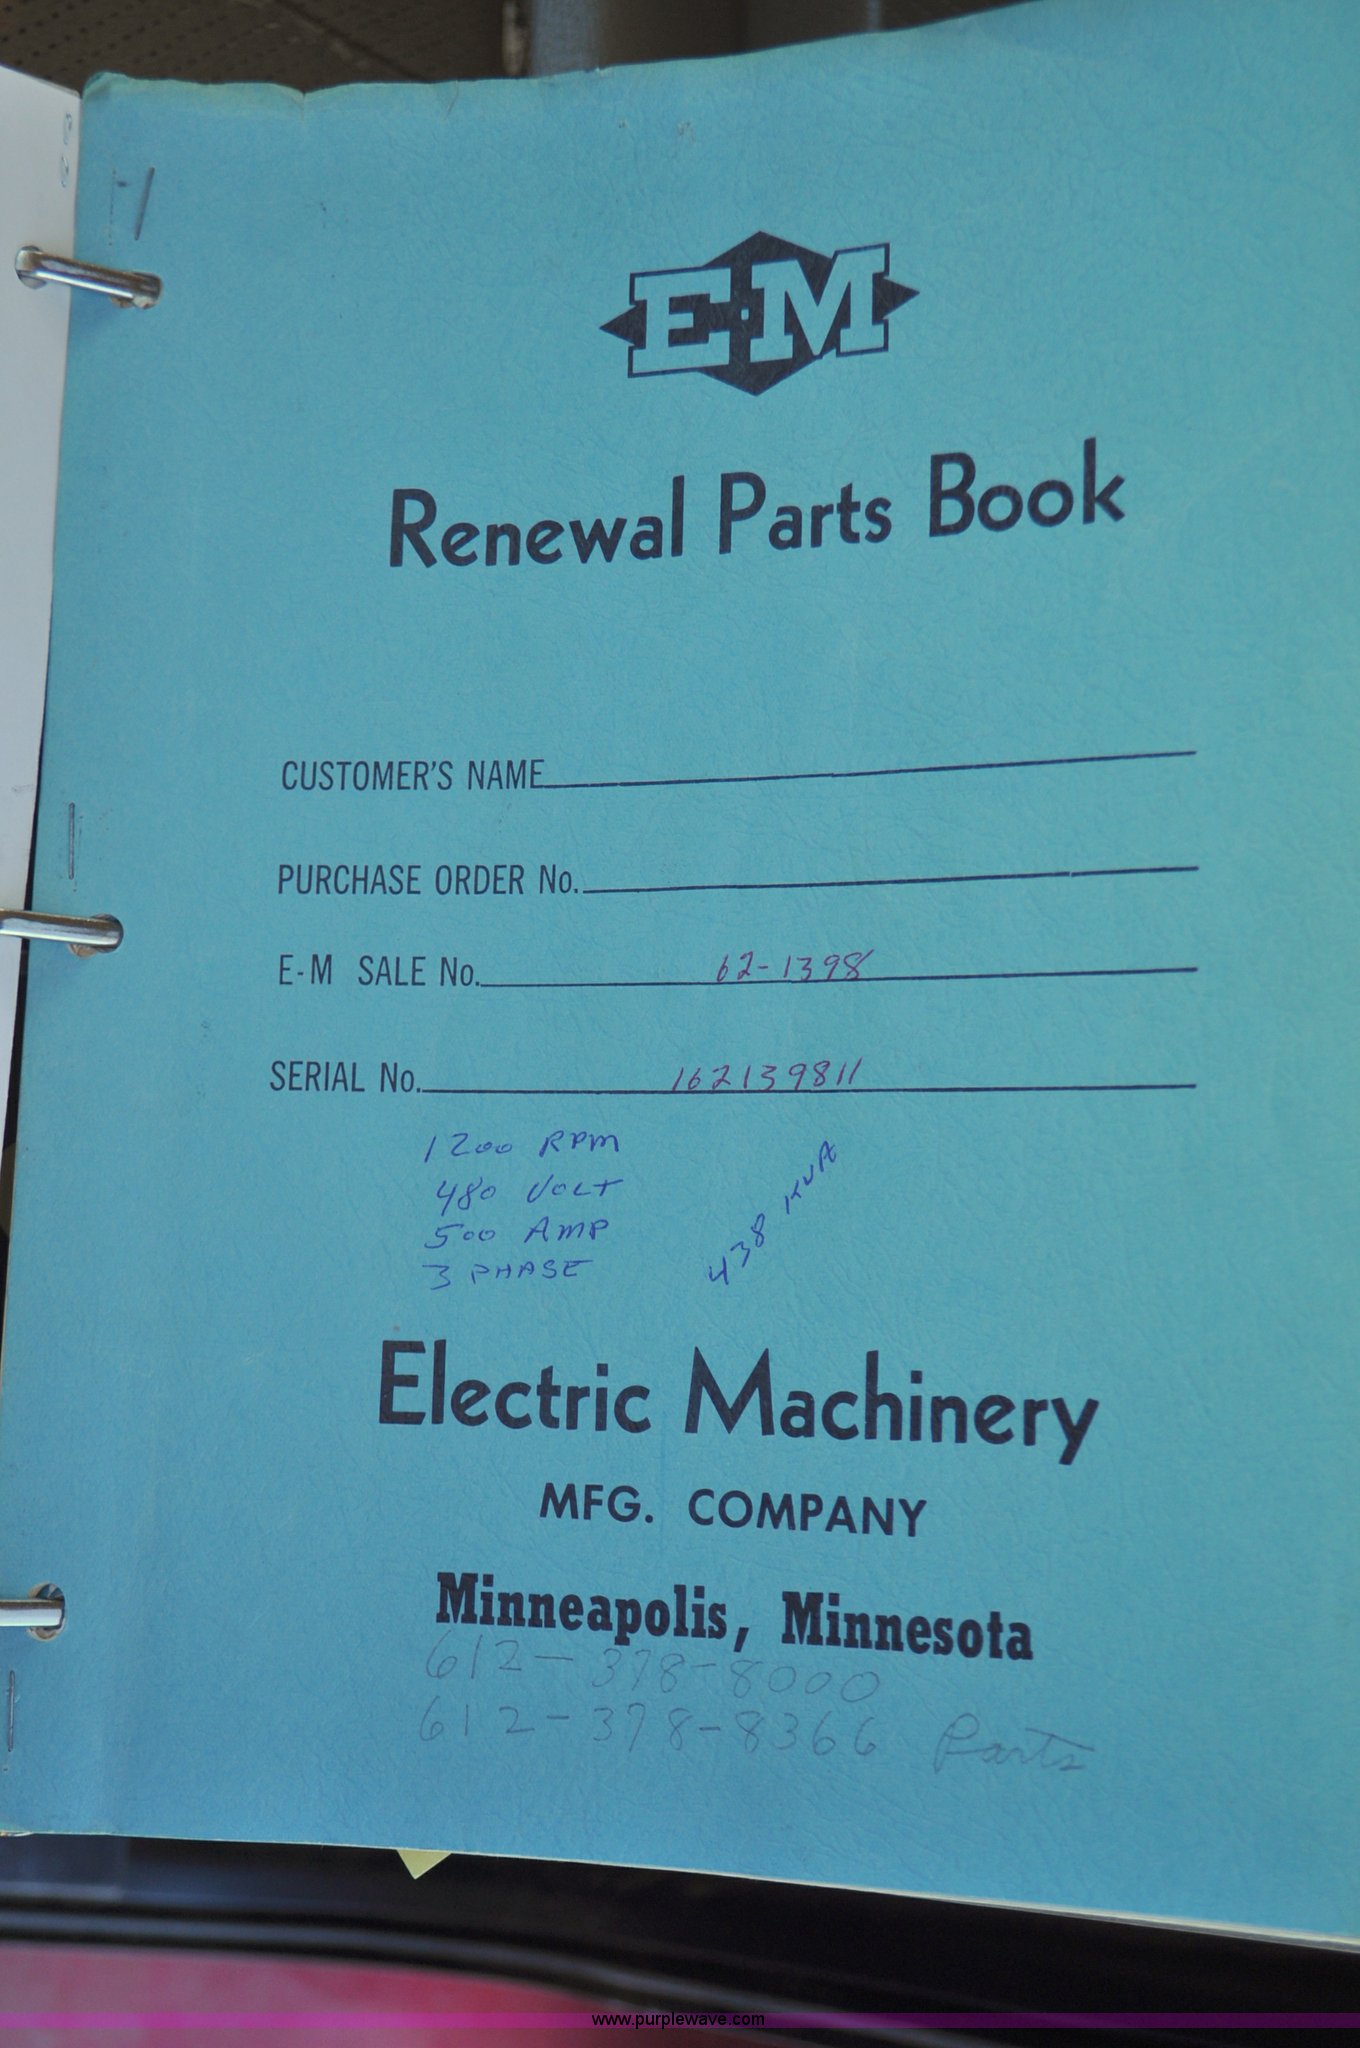 E·M
Renewal Parts Book
CUSTOMER'S NAME
PURCHASE ORDER No.
E-M SALE No. 62-1398
SERIAL No. 162139811
1200 RPM
480 VOLT
500 AMP
3 PHASE
438 KVA
Electric Machinery
MFG. COMPANY
Minneapolis, Minnesota
612-378-8000
612-378-8366 Parts
www.purplewave.com